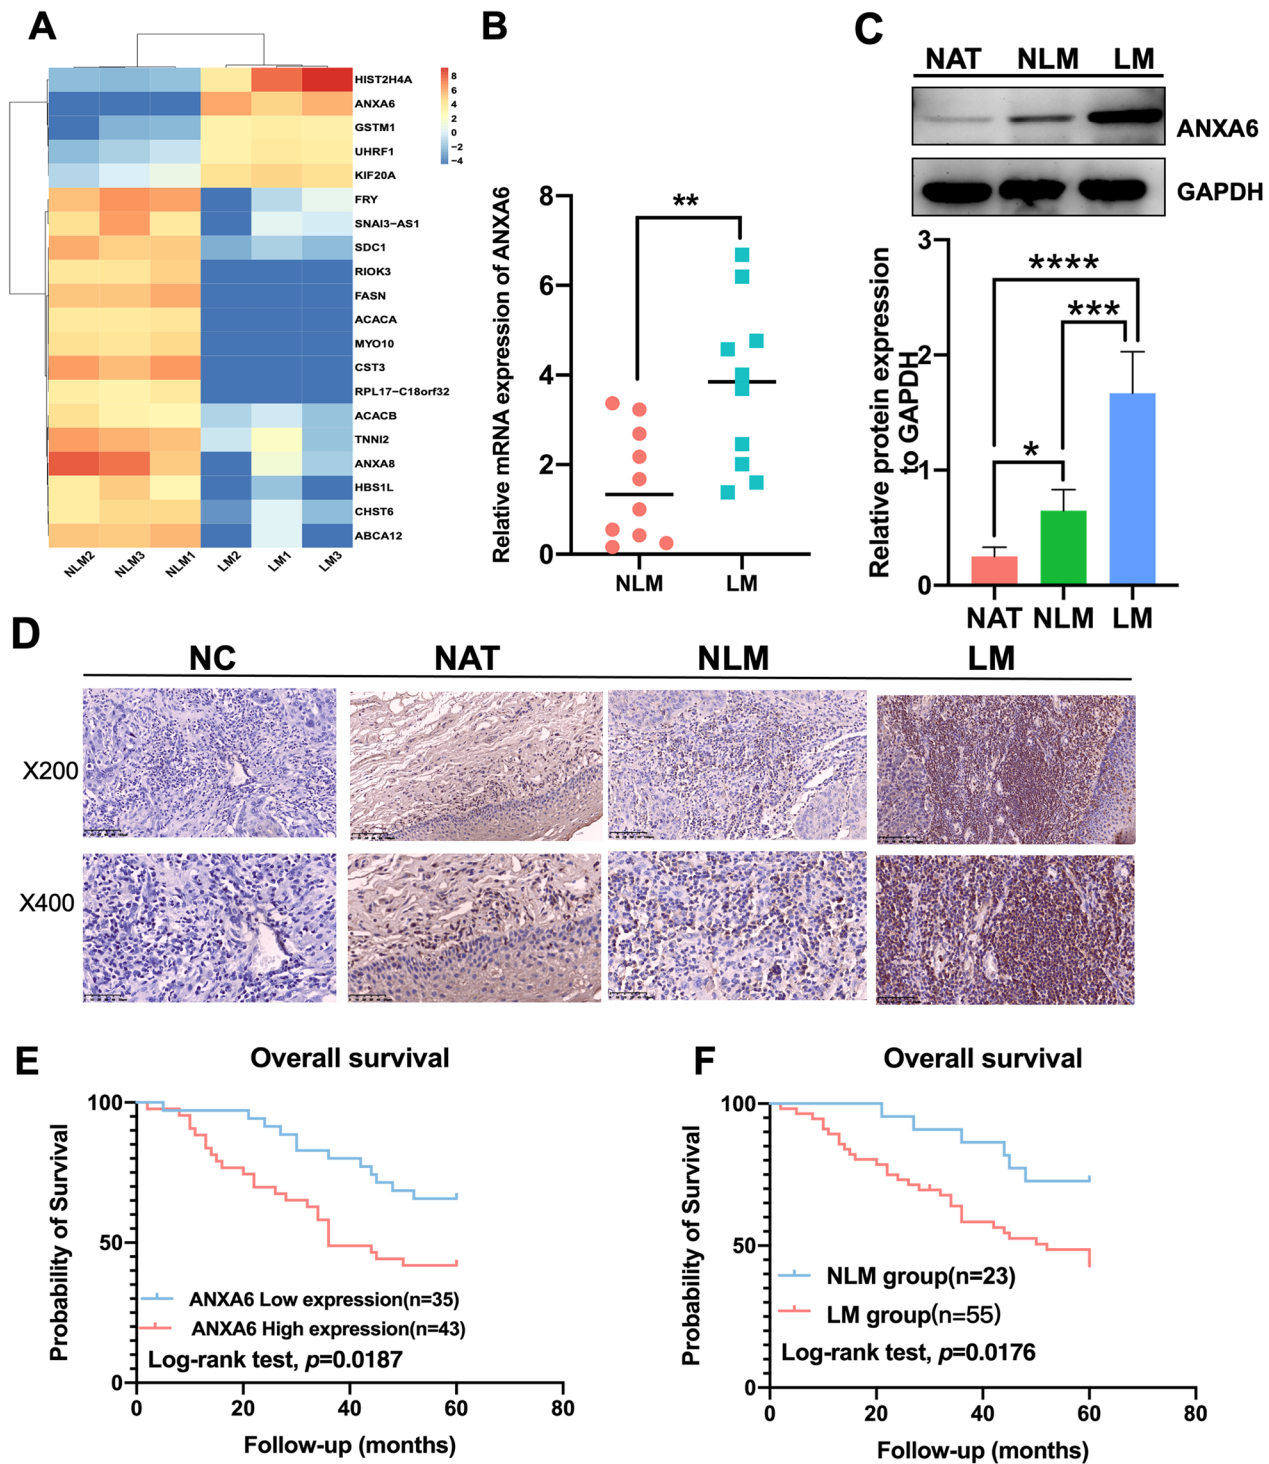 A
HIST2H4A
ANXA6
GSTM1
UHRF1
KIF20A
FRY
SNAI3−AS1
SDC1
RIOK3
FASN
ACACA
MYO10
CST3
RPL17−C18orf32
ACACB
TNNI2
ANXA8
HBS1L
CHST6
ABCA12
8
6
4
2
0
−2
−4
NLM2
NLM3
NLM1
LM2
LM1
LM3
B
Relative mRNA expression of ANXA6
8
6
4
2
0
**
NLM
LM
C
NAT NLM LM
ANXA6
GAPDH
Relative protein expression
to GAPDH
3
2
1
0
****
***
*
NAT NLM LM
D
NC NAT NLM LM
X200
X400
E
Overall survival
Probability of Survival
100
50
0
ANXA6 Low expression(n=35)
ANXA6 High expression(n=43)
Log-rank test, p=0.0187
0 20 40 60 80
Follow-up (months)
F
Overall survival
Probability of Survival
100
50
0
NLM group(n=23)
LM group(n=55)
Log-rank test, p=0.0176
0 20 40 60 80
Follow-up (months)